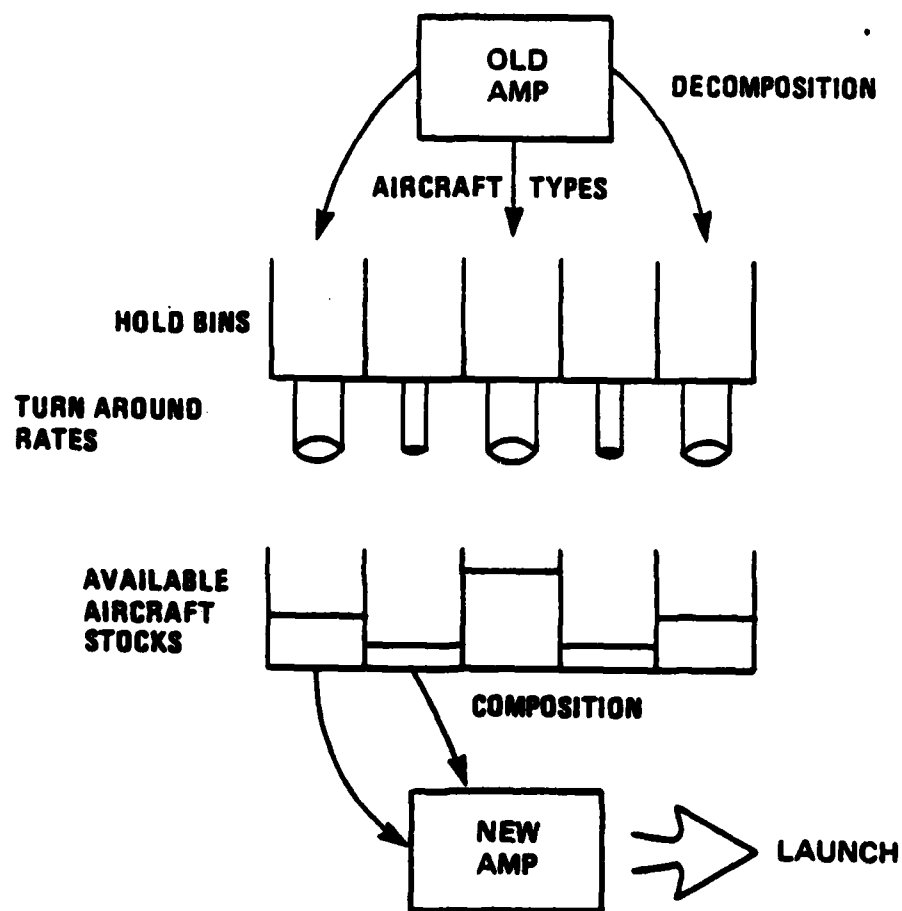 OLD
AMP
DECOMPOSITION
AIRCRAFT TYPES
HOLD BINS
TURN AROUND
RATES
AVAILABLE
AIRCRAFT
STOCKS
COMPOSITION
NEW
AMP
LAUNCH